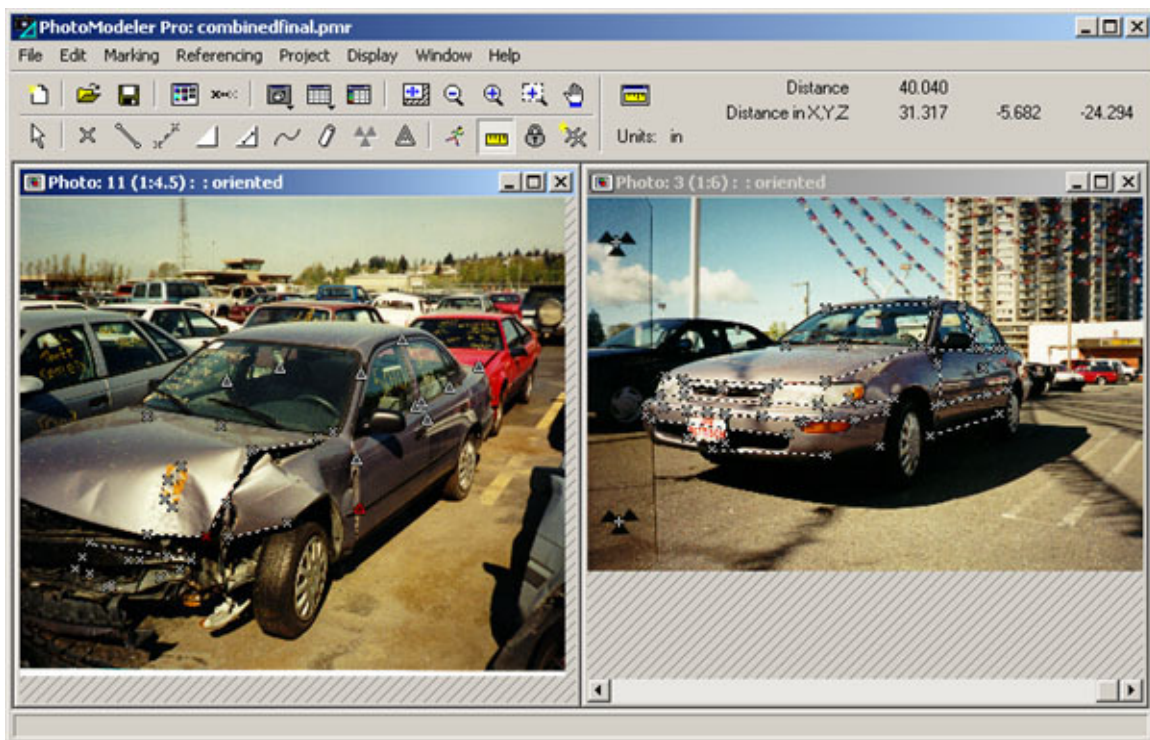 PhotoModeler Pro: combinedfinal.pmr
File Edit Marking Referencing Project Display Window Help
Distance 40.040
Distance in X,Y,Z 31.317 -5.682 -24.294
Units: in
Photo: 11 (1:4.5) : : oriented
Photo: 3 (1:6) : : oriented